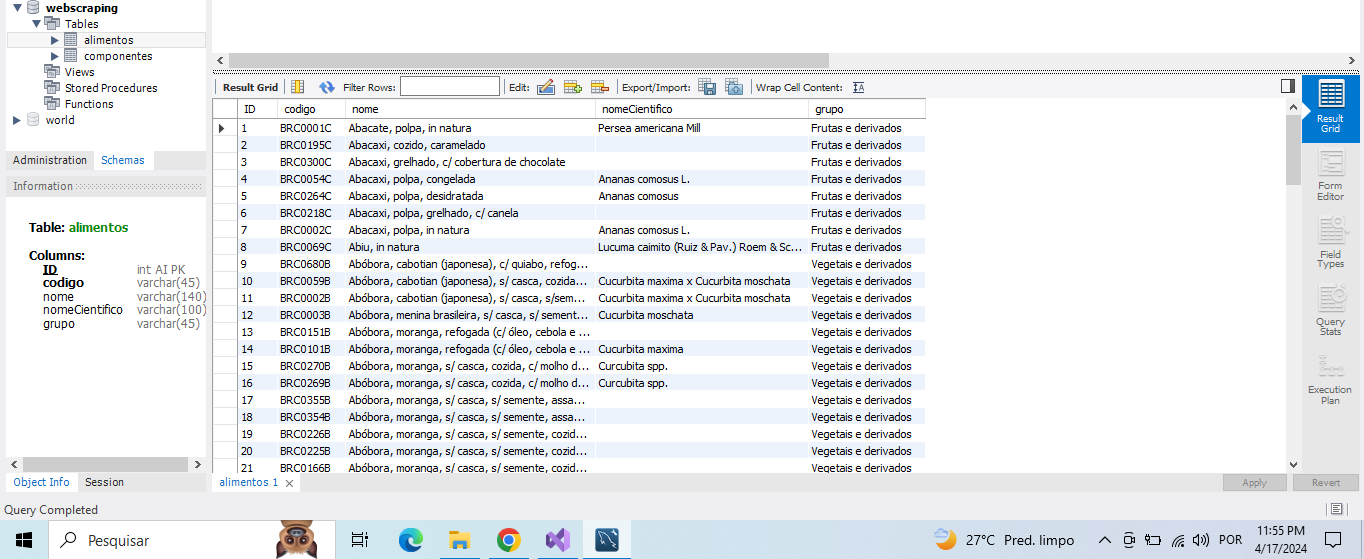 webscraping
Tables
alimentos
componentes
Views
Stored Procedures
Functions
world
Administration Schemas
Information
Table: alimentos
Columns:
ID int AI PK
codigo varchar(45)
nome varchar(140)
nomeCientifico varchar(100)
grupo varchar(45)
Object Info Session
Result Grid Filter Rows: Edit: Export/Import: Wrap Cell Content:
ID codigo nome nomeCientifico grupo
1 BRC0001C Abacate, polpa, in natura Persea americana Mill Frutas e derivados
2 BRC0195C Abacaxi, cozido, caramelado Frutas e derivados
3 BRC0300C Abacaxi, grelhado, c/ cobertura de chocolate Frutas e derivados
4 BRC0054C Abacaxi, polpa, congelada Ananas comosus L. Frutas e derivados
5 BRC0264C Abacaxi, polpa, desidratada Ananas comosus Frutas e derivados
6 BRC0218C Abacaxi, polpa, grelhado, c/ canela Frutas e derivados
7 BRC0002C Abacaxi, polpa, in natura Ananas comosus L. Frutas e derivados
8 BRC0069C Abiu, in natura Lucuma caimito (Ruiz & Pav.) Roem & Sc... Frutas e derivados
9 BRC0680B Abóbora, cabotian (japonesa), c/ quiabo, refog... Vegetais e derivados
10 BRC0059B Abóbora, cabotian (japonesa), s/ casca, cozida... Cucurbita maxima x Cucurbita moschata Vegetais e derivados
11 BRC0002B Abóbora, cabotian (japonesa), s/ casca, s/sem... Cucurbita maxima x Cucurbita moschata Vegetais e derivados
12 BRC0003B Abóbora, menina brasileira, s/ casca, s/ sement... Cucurbita moschata Vegetais e derivados
13 BRC0151B Abóbora, moranga, refogada (c/ óleo, cebola e ... Vegetais e derivados
14 BRC0101B Abóbora, moranga, refogada (c/ óleo, cebola e ... Cucurbita maxima Vegetais e derivados
15 BRC0270B Abóbora, moranga, s/ casca, cozida, c/ molho d... Curcubita spp. Vegetais e derivados
16 BRC0269B Abóbora, moranga, s/ casca, cozida, c/ molho d... Curcubita spp. Vegetais e derivados
17 BRC0355B Abóbora, moranga, s/ casca, s/ semente, assa... Vegetais e derivados
18 BRC0354B Abóbora, moranga, s/ casca, s/ semente, assa... Vegetais e derivados
19 BRC0226B Abóbora, moranga, s/ casca, s/ semente, cozid... Vegetais e derivados
20 BRC0225B Abóbora, moranga, s/ casca, s/ semente, cozid... Vegetais e derivados
21 BRC0166B Abóbora, moranga, s/ casca, s/ semente, cozid... Vegetais e derivados
Result
Grid
Form
Editor
Field
Types
Query
Stats
Execution
Plan
alimentos 1 Apply Revert
Query Completed
Pesquisar 27°C Pred. limpo POR 11:55 PM
4/17/2024